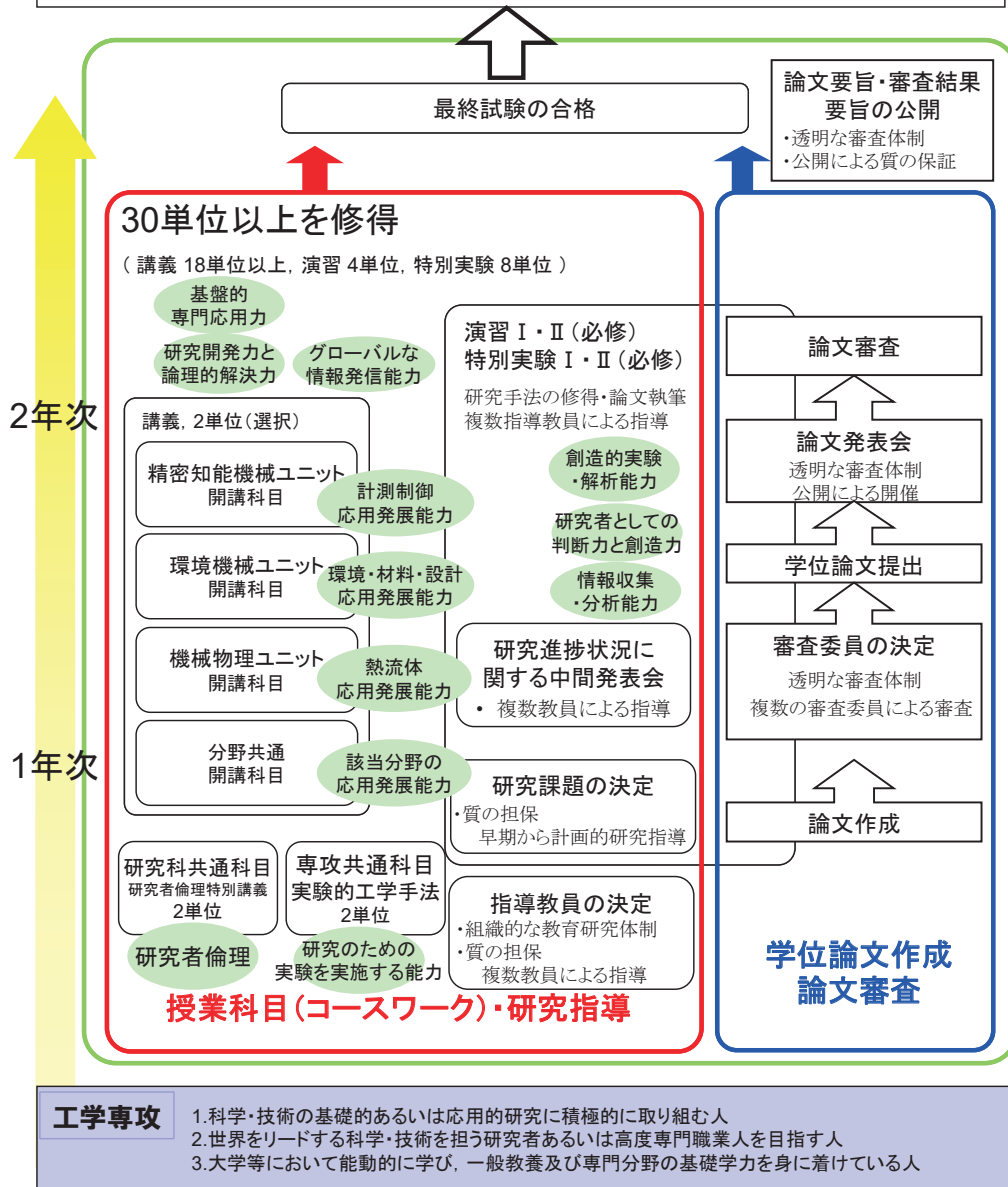 最終試験の合格
論文要旨・審査結果
要旨の公開
・透明な審査体制
・公開による質の保証
30単位以上を修得
（ 講義 18単位以上，演習 4単位，特別実験 8単位 ）
基盤的
専門応用力
研究開発力と
論理的解決力
グローバルな
情報発信能力
2年次
講義，2単位（選択）
精密知能機械ユニット
開講科目
計測制御
応用発展能力
環境機械ユニット
開講科目
環境・材料・設計
応用発展能力
機械物理ユニット
開講科目
熱流体
応用発展能力
1年次
分野共通
開講科目
該当分野の
応用発展能力
研究科共通科目
研究者倫理特別講義
2単位
研究者倫理
専攻共通科目
実験的工学手法
2単位
研究のための
実験を実施する能力
演習Ⅰ・Ⅱ（必修）
特別実験Ⅰ・Ⅱ（必修）
研究手法の修得・論文執筆
複数指導教員による指導
創造的実験
・解析能力
研究者としての
判断力と創造力
情報収集
・分析能力
研究進捗状況に
関する中間発表会
• 複数教員による指導
研究課題の決定
・質の担保
早期から計画的研究指導
指導教員の決定
・組織的な教育研究体制
・質の担保
複数教員による指導
授業科目（コースワーク）・研究指導
論文審査
論文発表会
透明な審査体制
公開による開催
学位論文提出
審査委員の決定
透明な審査体制
複数の審査委員による審査
論文作成
学位論文作成
論文審査
工学専攻
1.科学・技術の基礎的あるいは応用的研究に積極的に取り組む人
2.世界をリードする科学・技術を担う研究者あるいは高度専門職業人を目指す人
3.大学等において能動的に学び，一般教養及び専門分野の基礎学力を身に着けている人